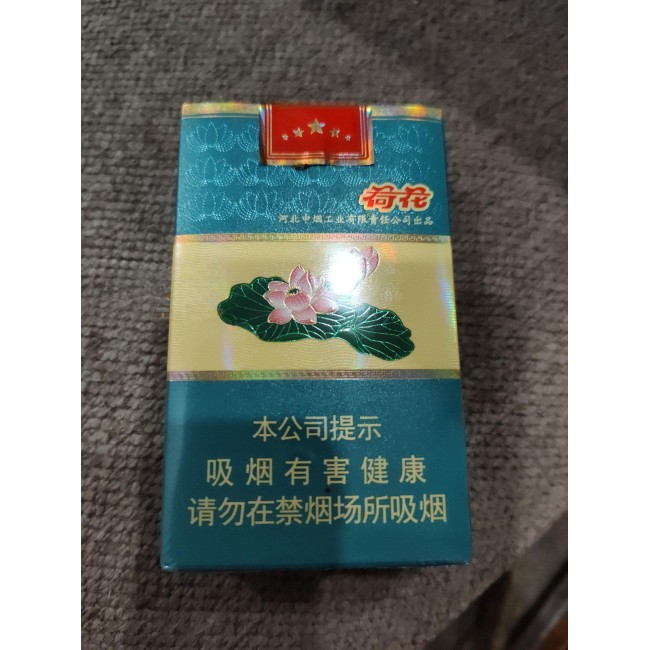 荷花
河北中烟工业有限责任公司出品
本公司提示
吸烟有害健康
请勿在禁烟场所吸烟